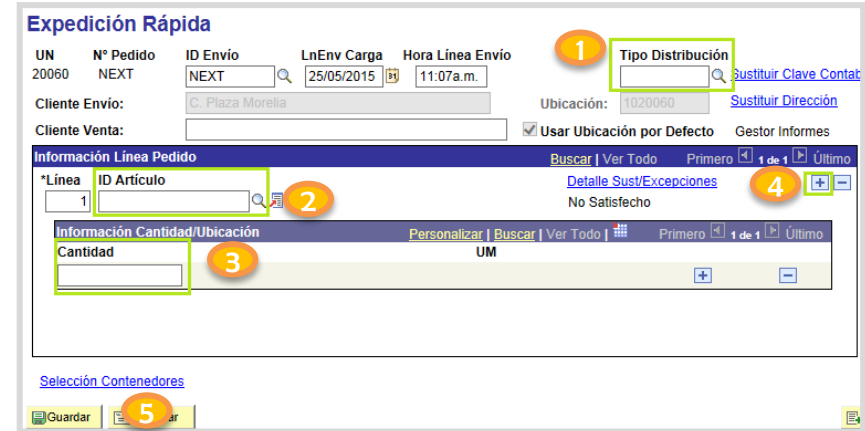 Expedición Rápida
UN Nº Pedido ID Envío LnEnv Carga Hora Línea Envío 1 Tipo Distribución
20060 NEXT NEXT 25/05/2015 31 11:07a.m. Sustituir Clave Contab
Cliente Envío: C. Plaza Morelia Ubicación: 1020060 Sustituir Dirección
Cliente Venta: Usar Ubicación por Defecto Gestor Informes
Información Línea Pedido Buscar | Ver Todo Primero 1 de 1 Último
*Línea ID Artículo Detalle Sust/Excepciones 4 + −
1 2 No Satisfecho
Información Cantidad/Ubicación Personalizar | Buscar | Ver Todo | Primero 1 de 1 Último
Cantidad 3 UM
+ −
Selección Contenedores
Guardar 5 ar